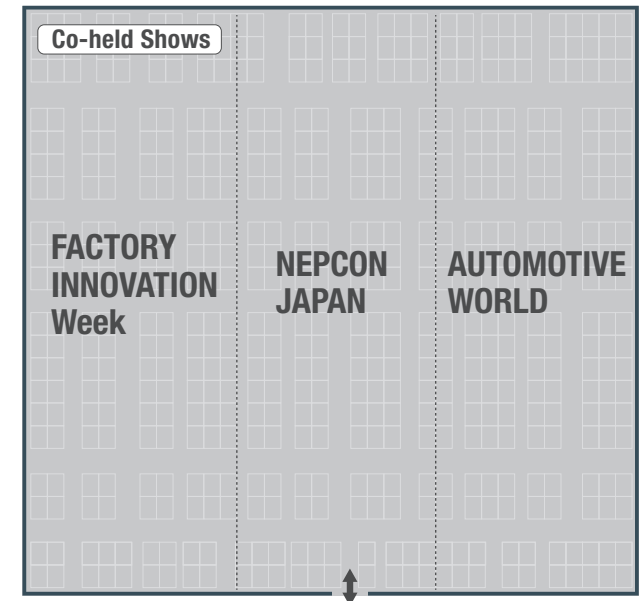 Co-held Shows
FACTORY
INNOVATION
Week
NEPCON
JAPAN
AUTOMOTIVE
WORLD